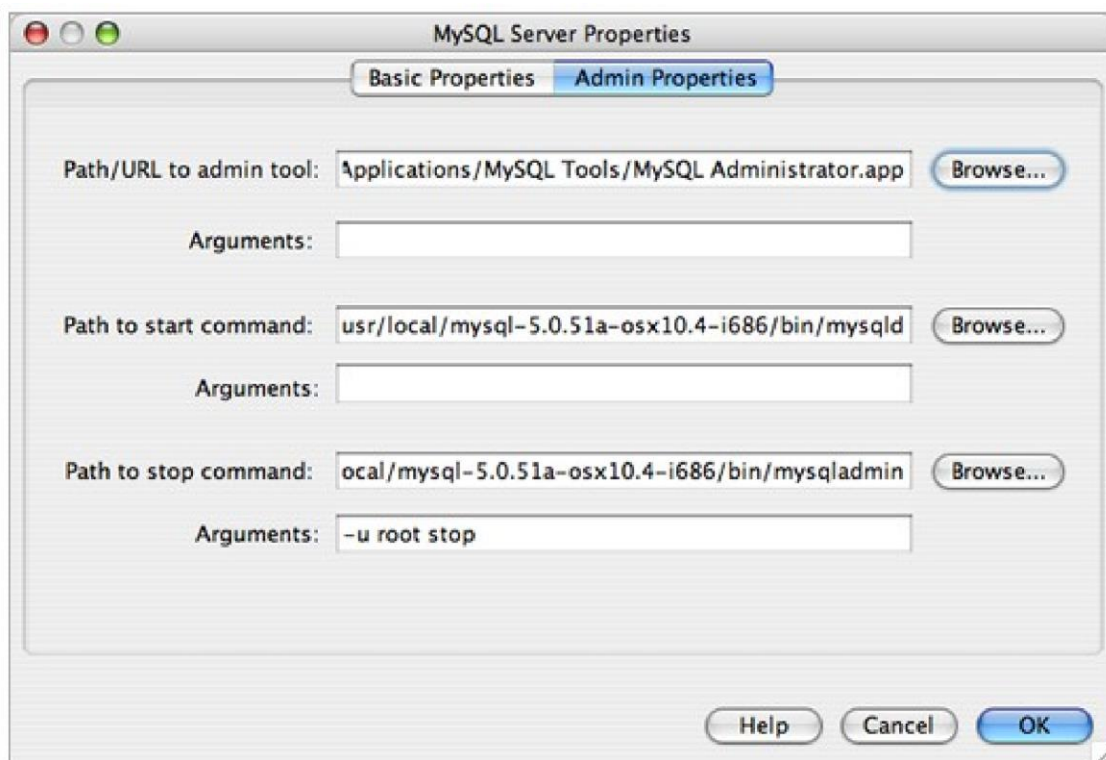 MySQL Server Properties
Basic Properties Admin Properties
Path/URL to admin tool: Applications/MySQL Tools/MySQL Administrator.app Browse...
Arguments:
Path to start command: usr/local/mysql-5.0.51a-osx10.4-i686/bin/mysqld Browse...
Arguments:
Path to stop command: ocal/mysql-5.0.51a-osx10.4-i686/bin/mysqladmin Browse...
Arguments: -u root stop
Help Cancel OK